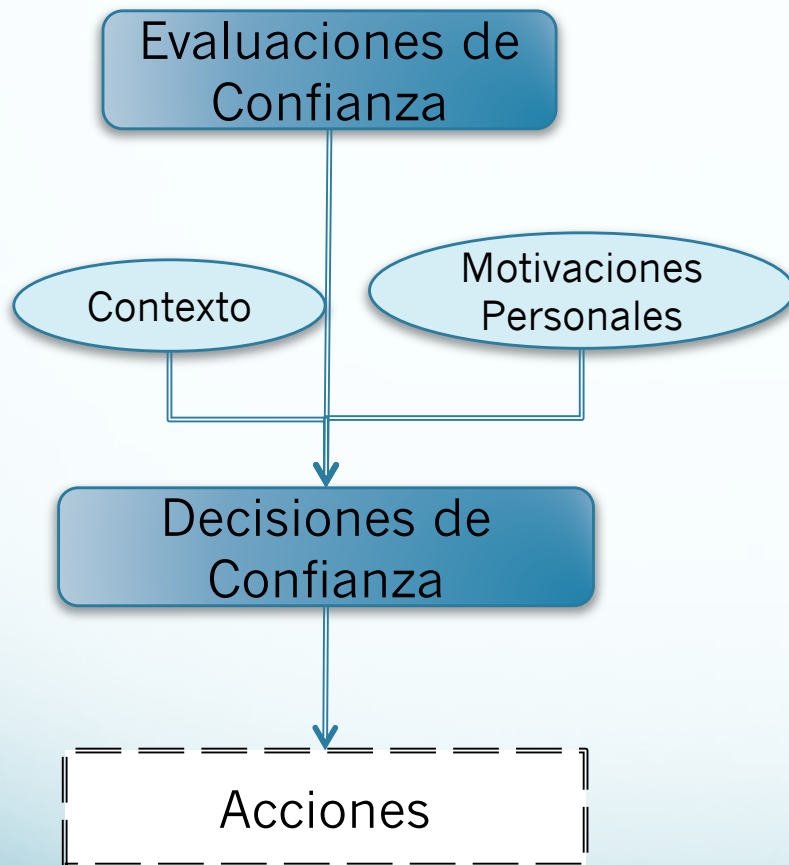 Evaluaciones de
Confianza
Contexto
Motivaciones
Personales
Decisiones de
Confianza
Acciones